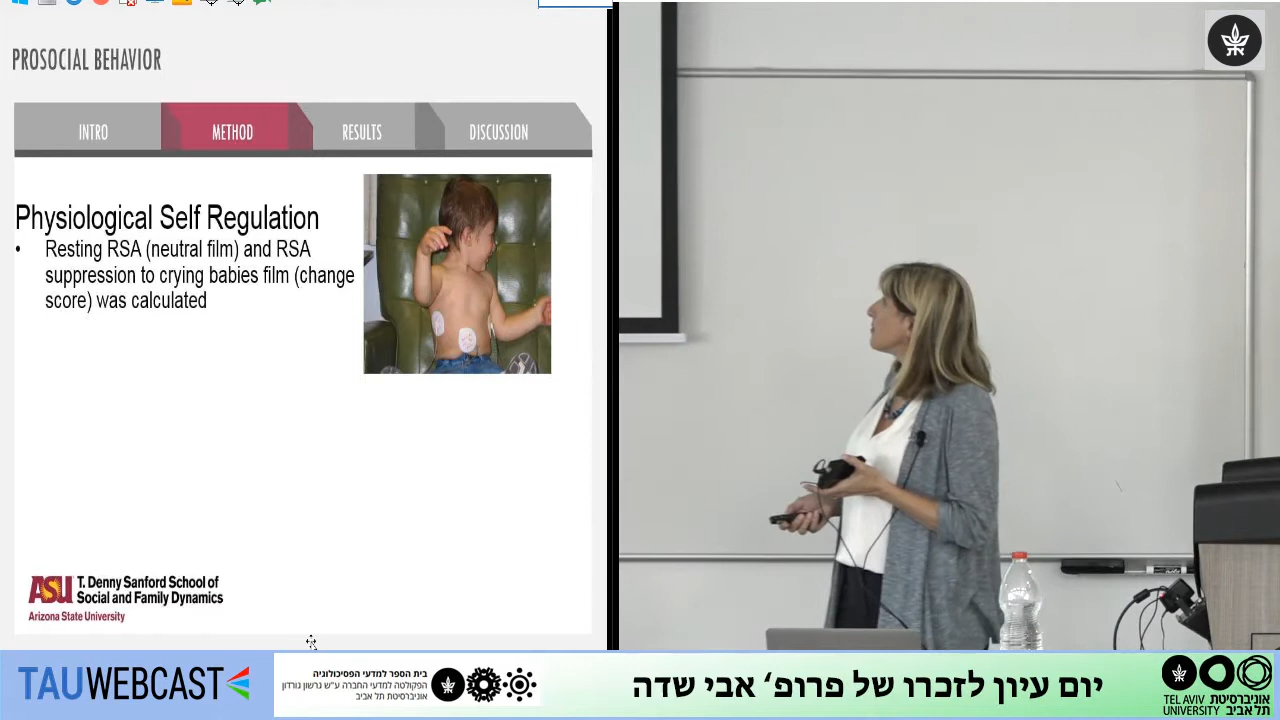 PROSOCIAL BEHAVIOR
INTRO
METHOD
RESULTS
DISCUSSION
Physiological Self Regulation
• Resting RSA (neutral film) and RSA
suppression to crying babies film (change
score) was calculated
ASU T. Denny Sanford School of
Social and Family Dynamics
Arizona State University
TAUWEBCAST
בית הספר למדעי הפסיכולוגיה
הפקולטה למדעי החברה ע"ש גרשון גורדון
אוניברסיטת תל אביב
יום עיון לזכרו של פרופ' אבי שדה
TEL AVIV אוניברסיטת
UNIVERSITY תל אביב